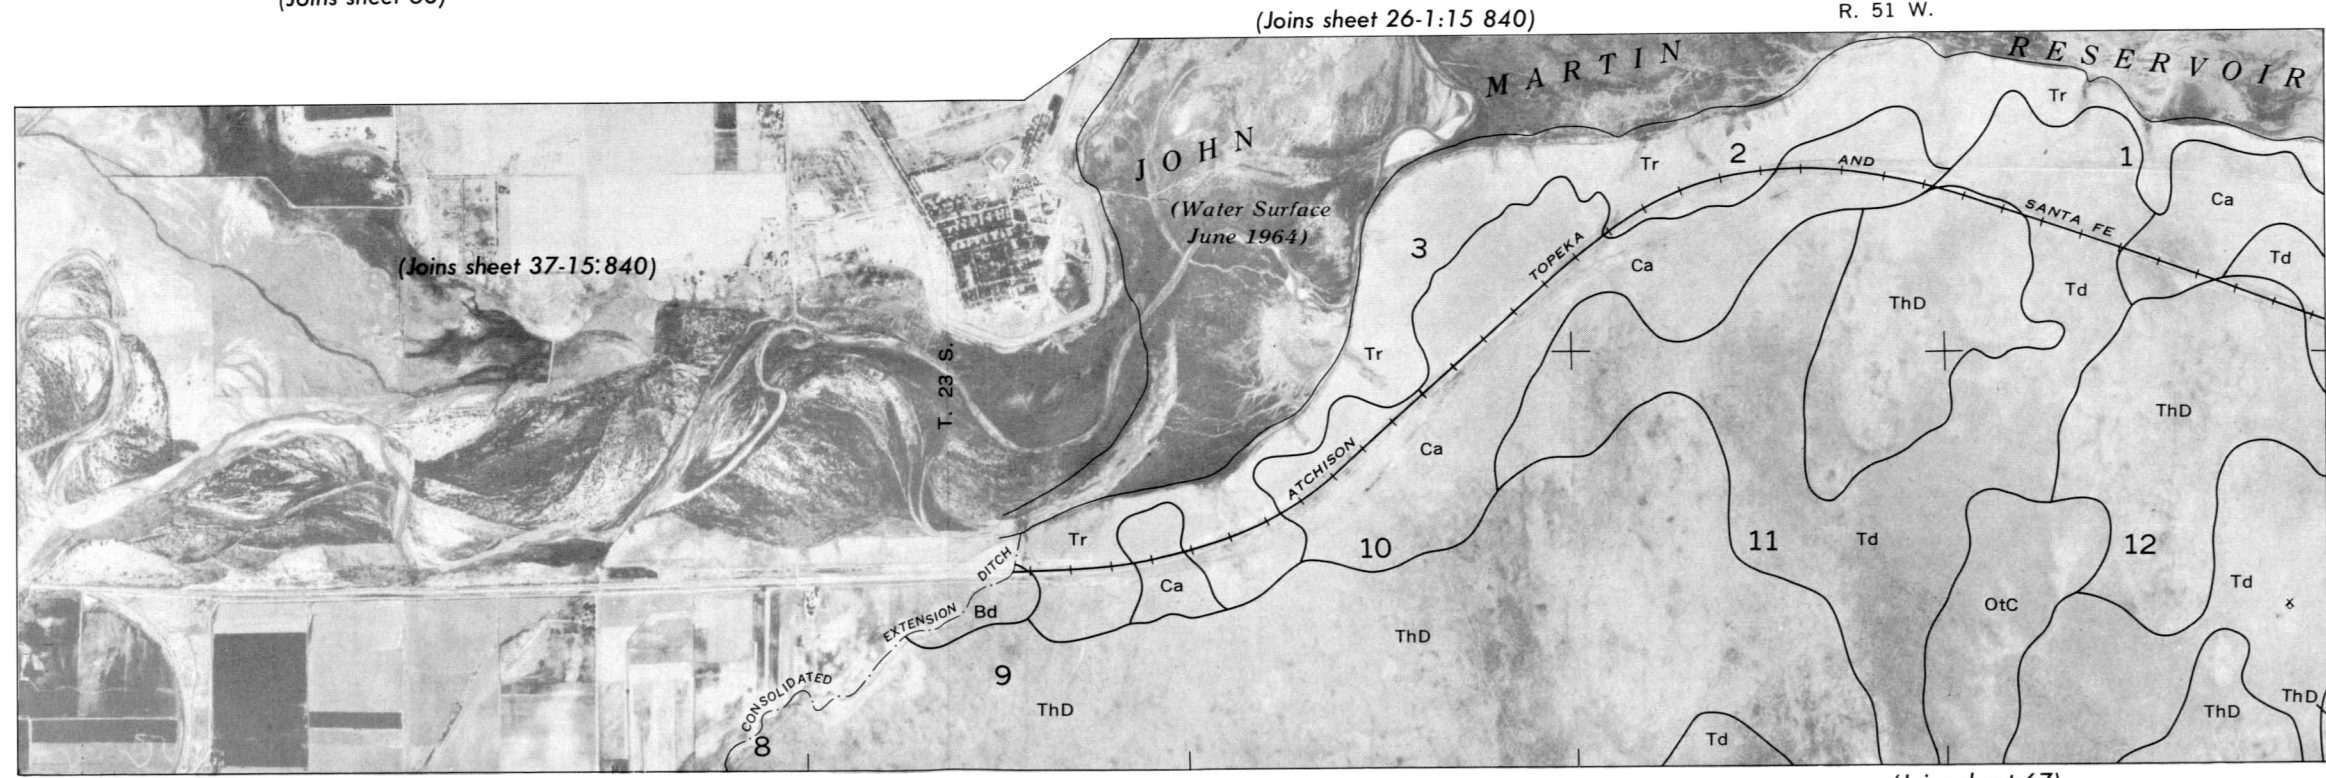 (Joins sheet 26-1:15 840)
R. 51 W.
JOHN MARTIN RESERVOIR
(Water Surface
June 1964)
(Joins sheet 37-15:840)
T. 23 S.
ATCHISON TOPEKA AND SANTA FE
CONSOLIDATED EXTENSION DITCH
Tr
2
1
Tr
Ca
3
Ca
Td
Td
ThD
Tr
ThD
Ca
Tr
10
11
Td
12
Ca
Bd
OtC
Td
ThD
9
ThD
8
Td
ThD
ThD